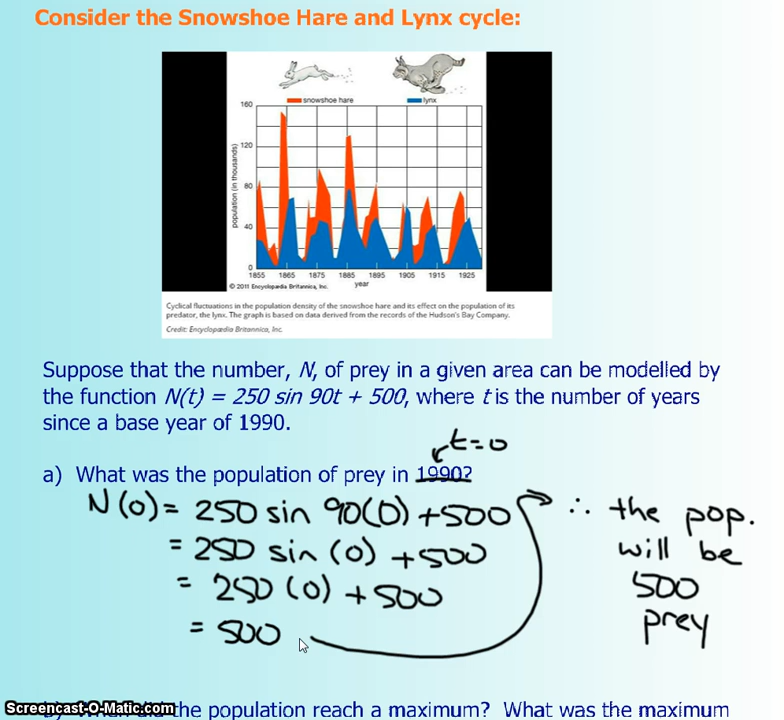 Consider the Snowshoe Hare and Lynx cycle:
snowshoe hare lynx
160
120
80
40
0
population (in thousands)
1855 1865 1875 1885 1895 1905 1915 1925
© 2011 Encyclopædia Britannica, Inc. year
Cyclical fluctuations in the population density of the snowshoe hare and its effect on the population of its
predator, the lynx. The graph is based on data derived from the records of the Hudson's Bay Company.
Credit: Encyclopædia Britannica, Inc.
Suppose that the number, N, of prey in a given area can be modelled by
the function N(t) = 250 sin 90t + 500, where t is the number of years
since a base year of 1990.
t=0
a) What was the population of prey in 1990?
N(0) = 250 sin 90(0) +500
= 250 sin (0) +500
= 250 (0) + 500
= 500
∴ the pop.
will be
500
prey
Screencast-O-Matic.com
the population reach a maximum? What was the maximum